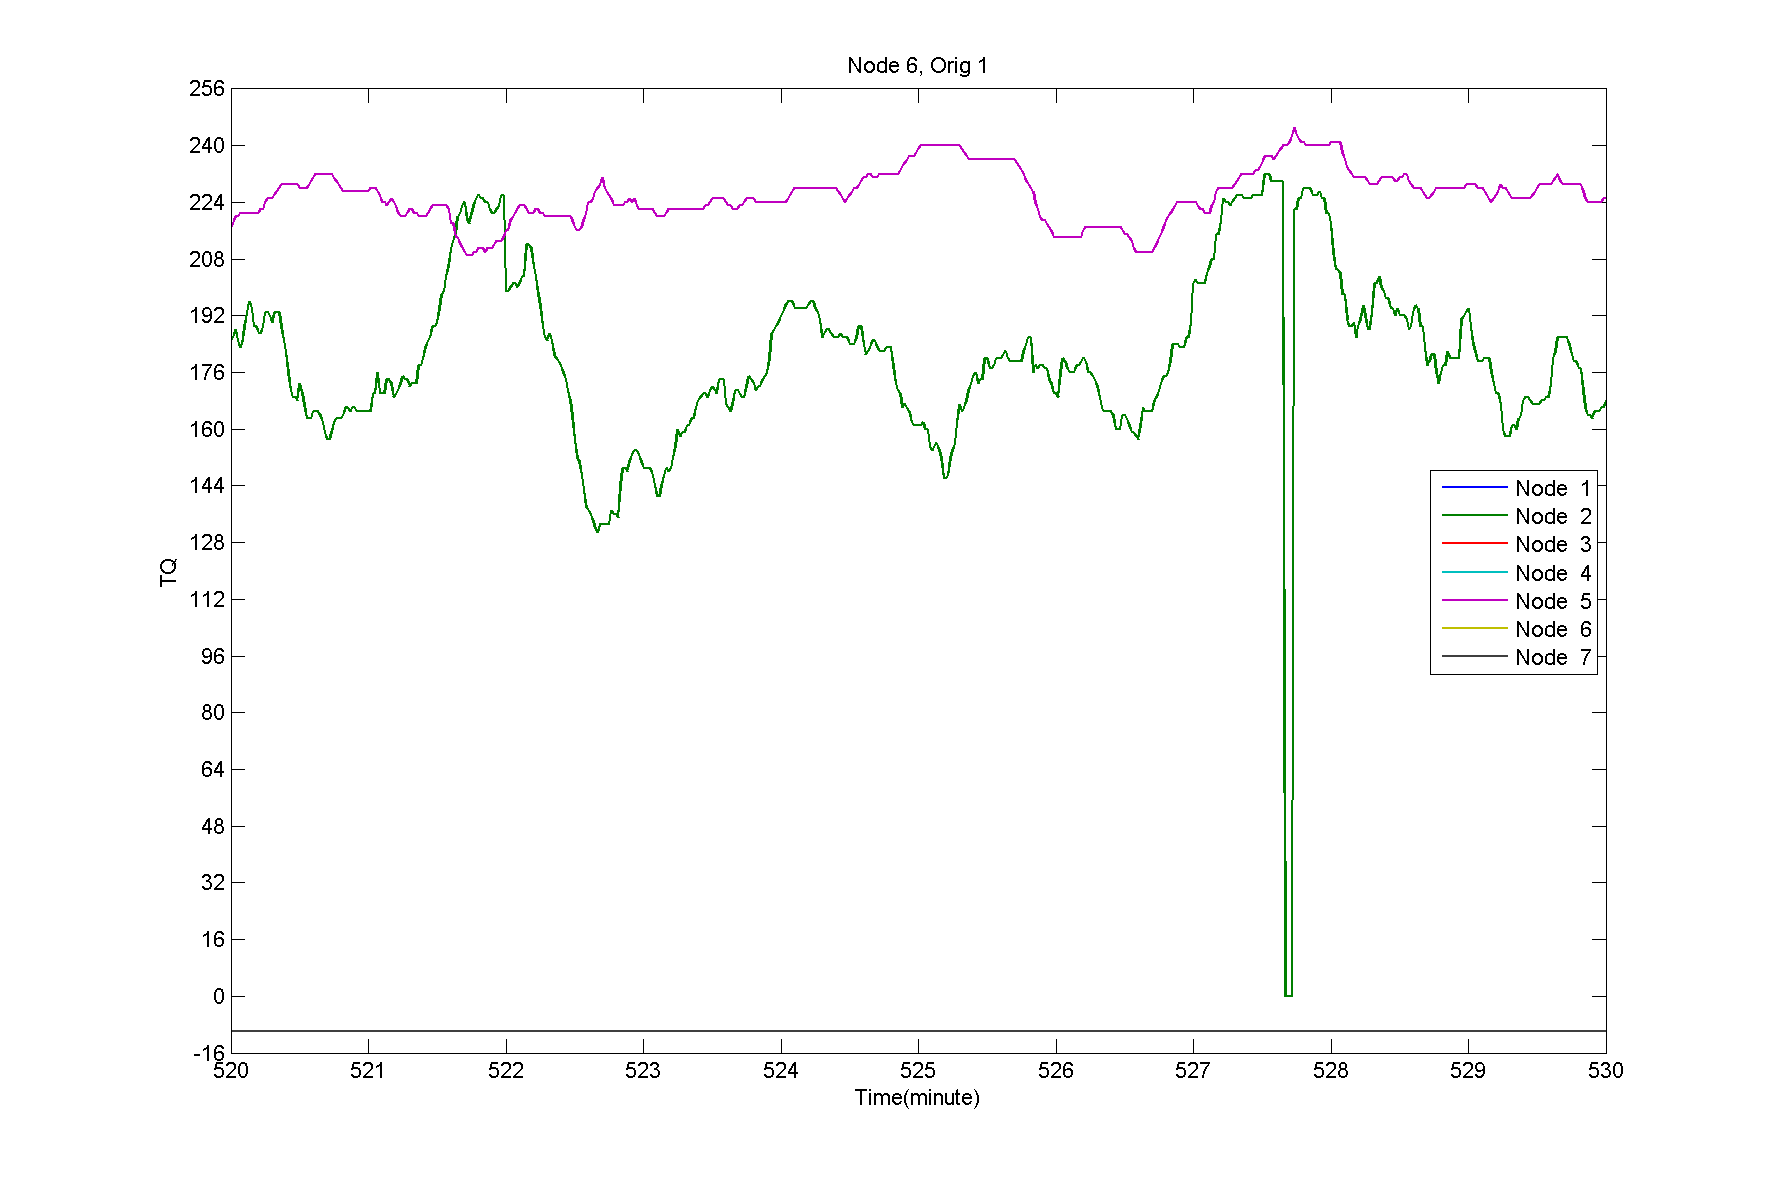 Node 6, Orig 1
256
240
224
208
192
176
160
144
128
112
96
80
64
48
32
16
0
-16
TQ
Node 1
Node 2
Node 3
Node 4
Node 5
Node 6
Node 7
520 521 522 523 524 525 526 527 528 529 530
Time(minute)